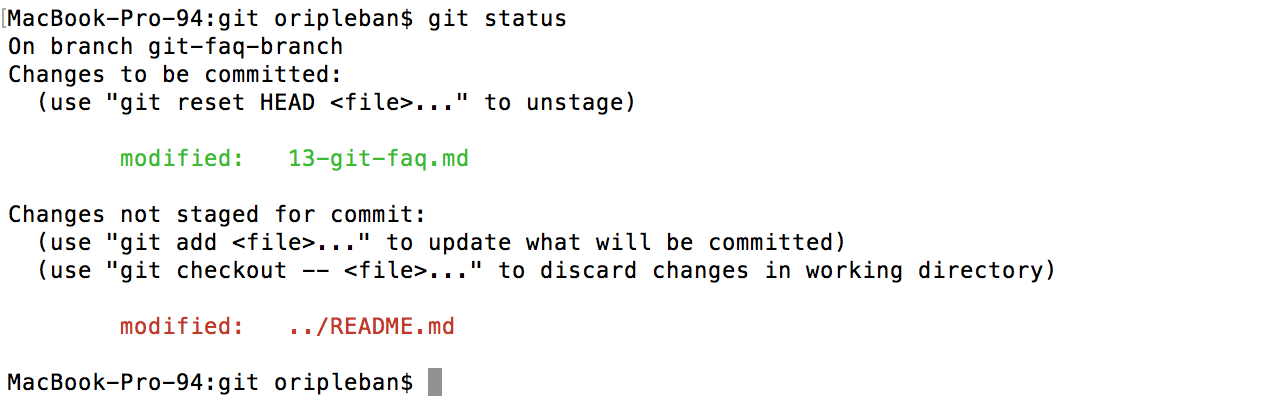 [MacBook-Pro-94:git oripleban$ git status
On branch git-faq-branch
Changes to be committed:
  (use "git reset HEAD <file>..." to unstage)

        modified:   13-git-faq.md

Changes not staged for commit:
  (use "git add <file>..." to update what will be committed)
  (use "git checkout -- <file>..." to discard changes in working directory)

        modified:   ../README.md

MacBook-Pro-94:git oripleban$